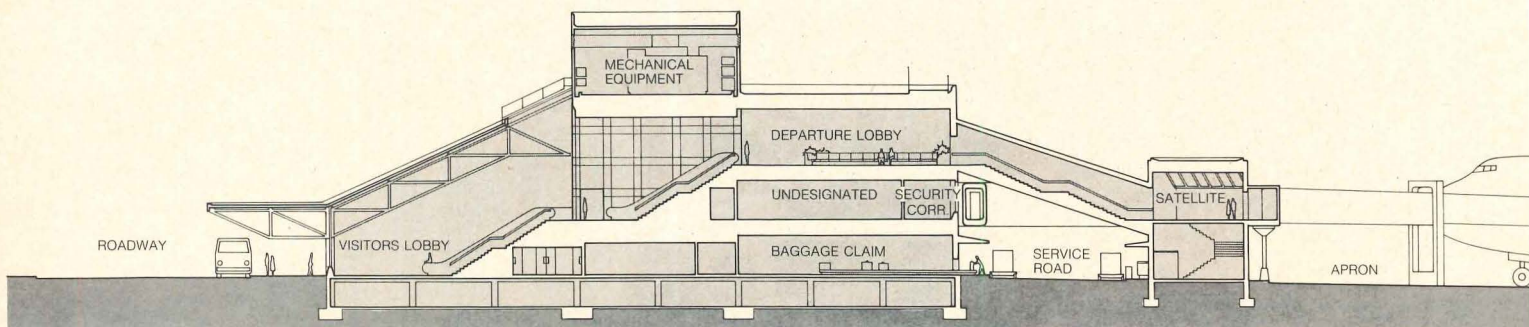 MECHANICAL
EQUIPMENT
DEPARTURE LOBBY
UNDESIGNATED
SECURITY
CORR.
SATELLITE
ROADWAY
VISITORS LOBBY
BAGGAGE CLAIM
SERVICE
ROAD
APRON